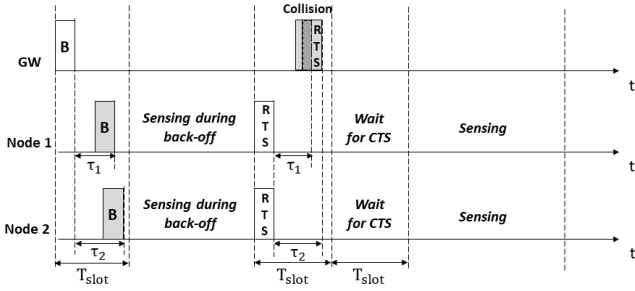 Collision
GW
B
R
T
S
t
Node 1
B
Sensing during
back-off
R
T
S
Wait
for CTS
Sensing
τ1
τ1
t
Node 2
B
Sensing during
back-off
R
T
S
Wait
for CTS
Sensing
τ2
τ2
t
Tslot
Tslot
Tslot